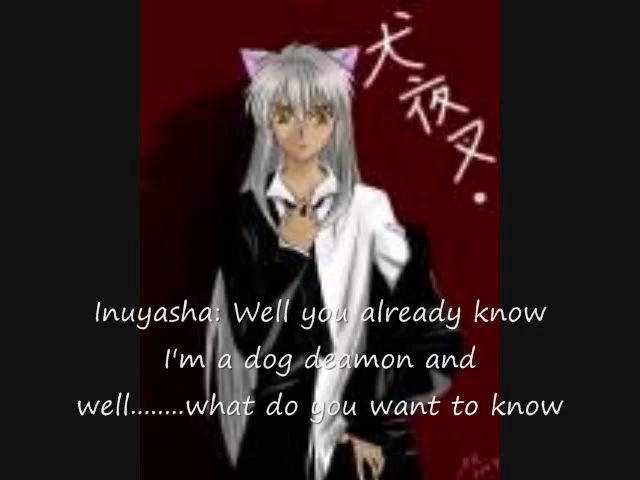 犬夜叉.
Inuyasha: Well you already know
I'm a dog deamon and
well........what do you want to know